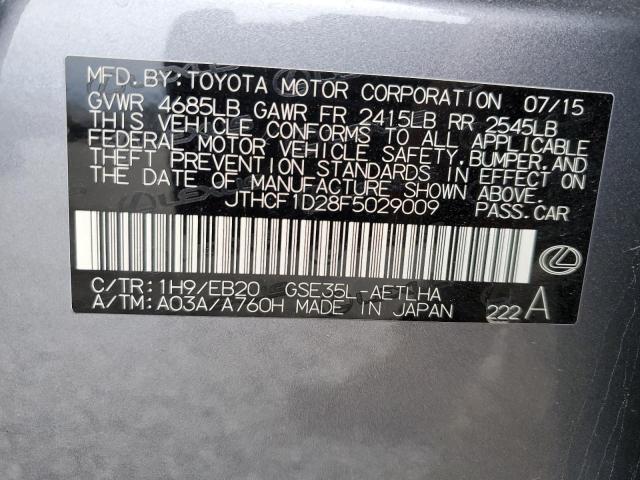 MFD. BY: TOYOTA MOTOR CORPORATION 07/15
GVWR 4685LB GAWR FR 2415LB RR 2545LB
THIS VEHICLE CONFORMS TO ALL APPLICABLE
FEDERAL MOTOR VEHICLE SAFETY, BUMPER, AND
THEFT PREVENTION STANDARDS IN EFFECT ON
THE DATE OF MANUFACTURE SHOWN ABOVE.
JTHCF1D28F5029009
C/TR: 1H9/EB20 GSE35L-AETLHA
A/TM: A03A/A760H MADE IN JAPAN 222 A